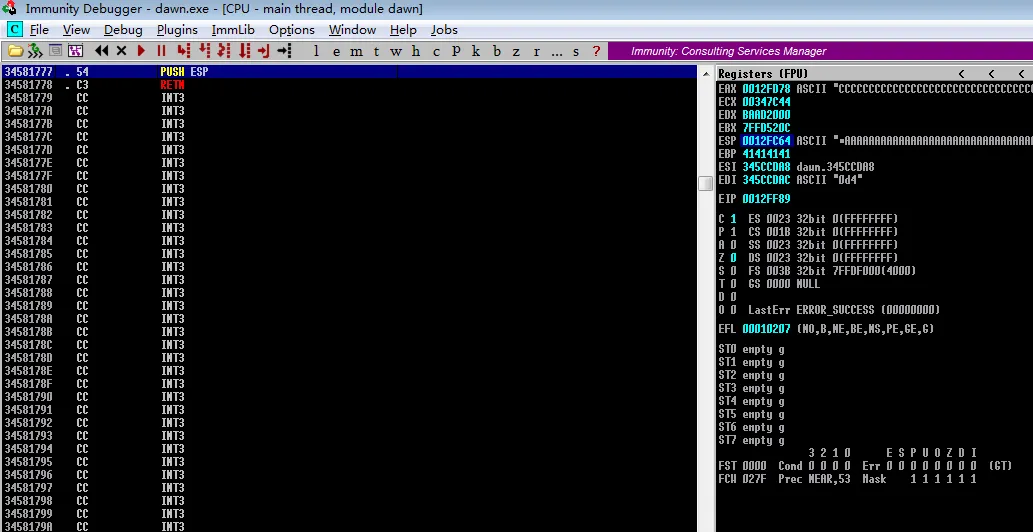 Immunity Debugger - dawn.exe - [CPU - main thread, module dawn]
C File View Debug Plugins ImmLib Options Window Help Jobs
l e m t w h c p k b z r ... s ? Immunity: Consulting Services Manager
34581777 . 54 PUSH ESP
34581778 . C3 RETN
34581779 CC INT3
3458177A CC INT3
3458177B CC INT3
3458177C CC INT3
3458177D CC INT3
3458177E CC INT3
3458177F CC INT3
34581780 CC INT3
34581781 CC INT3
34581782 CC INT3
34581783 CC INT3
34581784 CC INT3
34581785 CC INT3
34581786 CC INT3
34581787 CC INT3
34581788 CC INT3
34581789 CC INT3
3458178A CC INT3
3458178B CC INT3
3458178C CC INT3
3458178D CC INT3
3458178E CC INT3
3458178F CC INT3
34581790 CC INT3
34581791 CC INT3
34581792 CC INT3
34581793 CC INT3
34581794 CC INT3
34581795 CC INT3
34581796 CC INT3
34581797 CC INT3
34581798 CC INT3
34581799 CC INT3
3458179A CC INT3
Registers (FPU) < < <
EAX 0012FD78 ASCII "CCCCCCCCCCCCCCCCCCCCCCCCCCCCCCCC
ECX 00347C44
EDX BAAD2000
EBX 7FFD520C
ESP 0012FC64 ASCII "=AAAAAAAAAAAAAAAAAAAAAAAAAAAAAAA
EBP 41414141
ESI 345CCDA8 dawn.345CCDA8
EDI 345CCDAC ASCII "0d4"
EIP 0012FF89
C 1 ES 0023 32bit 0(FFFFFFFF)
P 1 CS 001B 32bit 0(FFFFFFFF)
A 0 SS 0023 32bit 0(FFFFFFFF)
Z 0 DS 0023 32bit 0(FFFFFFFF)
S 0 FS 003B 32bit 7FFDF000(4000)
T 0 GS 0000 NULL
D 0
O 0 LastErr ERROR_SUCCESS (00000000)
EFL 00010207 (NO,B,NE,BE,NS,PE,GE,G)
ST0 empty g
ST1 empty g
ST2 empty g
ST3 empty g
ST4 empty g
ST5 empty g
ST6 empty g
ST7 empty g
3 2 1 0 E S P U O Z D I
FST 0000 Cond 0 0 0 0 Err 0 0 0 0 0 0 0 0 (GT)
FCW 027F Prec NEAR,53 Mask 1 1 1 1 1 1